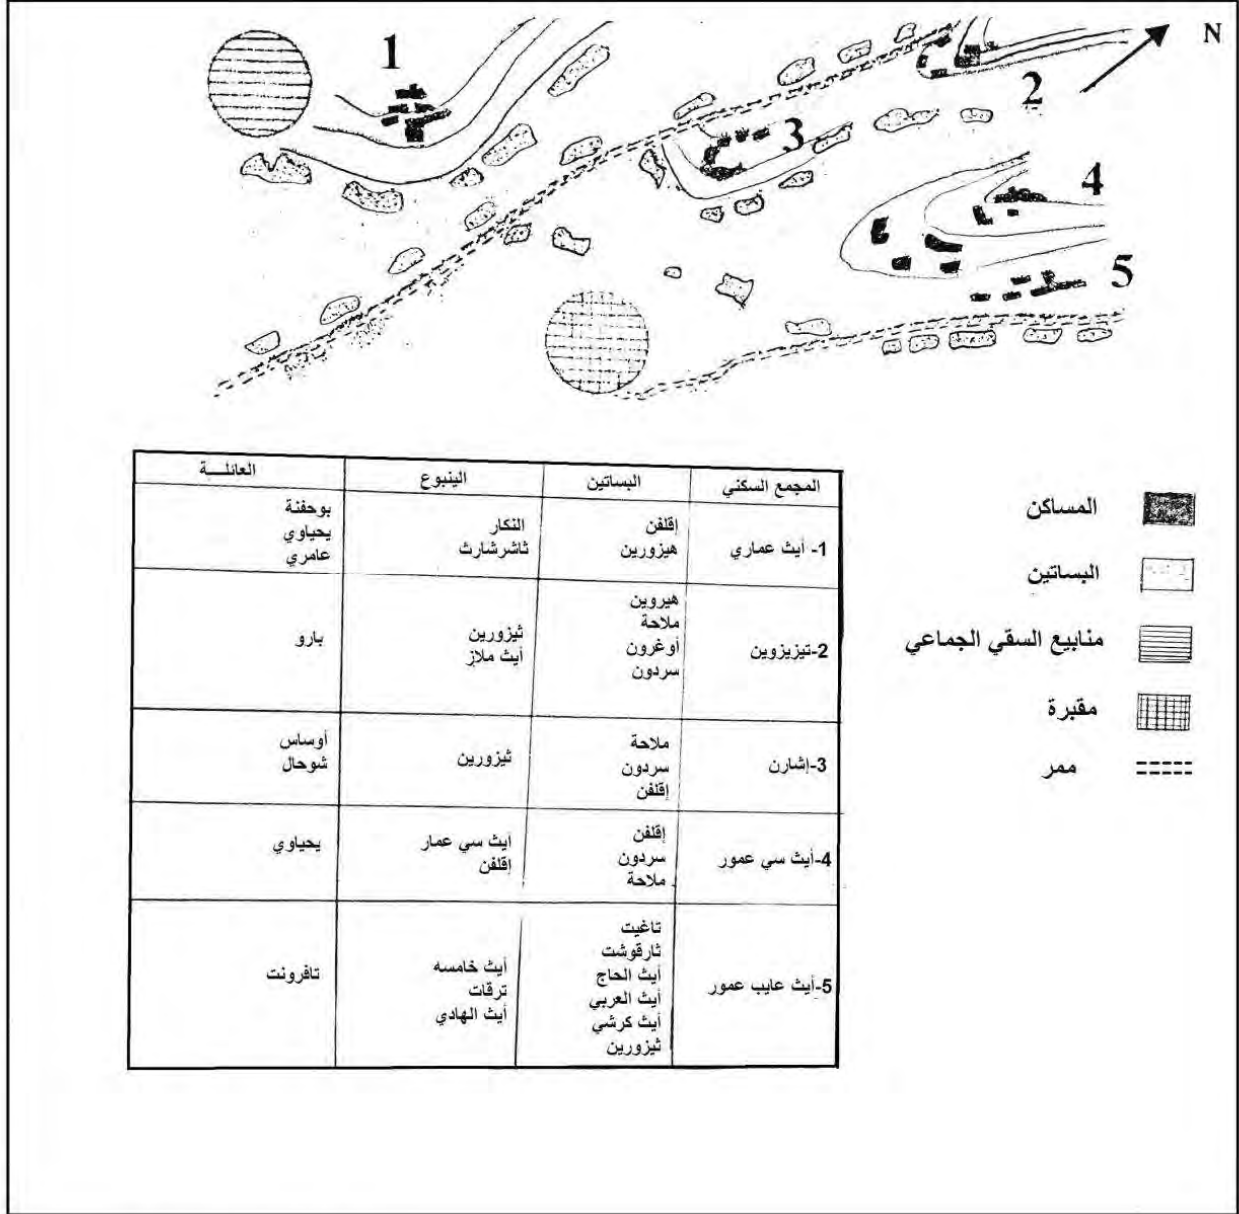 1
N
2
3
4
5
المجمع السكني البساتين الينبوع العائلـــة
1- أيث عماري
إقلفن
هيزورين
النكار
ثاشرشارث
بوحفنة
يحياوي
عامري
2-تيزيزوين
هيروين
ملاحة
أوغرون
سردون
ثيزورين
أيث ملاز
بارو
3-إشارن
ملاحة
سردون
إقلفن
ثيزورين
أوساس
شوحال
4-أيث سي عمور
إقلفن
سردون
ملاحة
ايث سي عمار
إقلفن
يحياوي
5-أيث عايب عمور
تاغيت
ثارقوشت
أيث الحاج
أيث العربي
أيث كرشي
ثيزورين
أيث خامسه
ترقات
أيث الهادي
تافرونت
المساكن
البساتين
منابيع السقي الجماعي
مقبرة
ممر